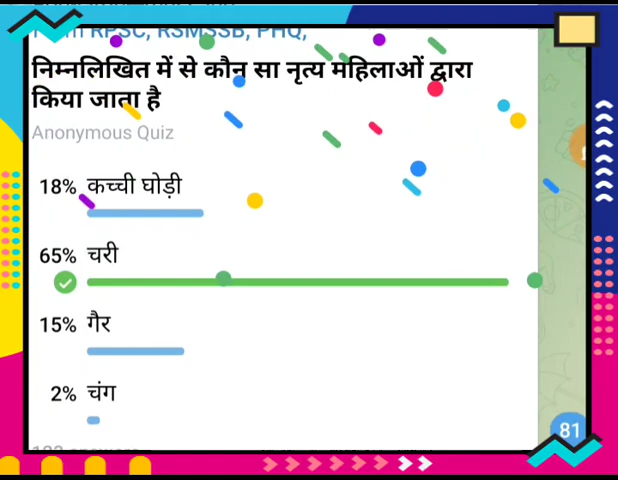 RPSC, RSMSSB, PHQ,
निम्नलिखित में से कौन सा नृत्य महिलाओं द्वारा
किया जाता है
Anonymous Quiz
18% कच्ची घोड़ी
65% चरी
15% गैर
2% चंग
81